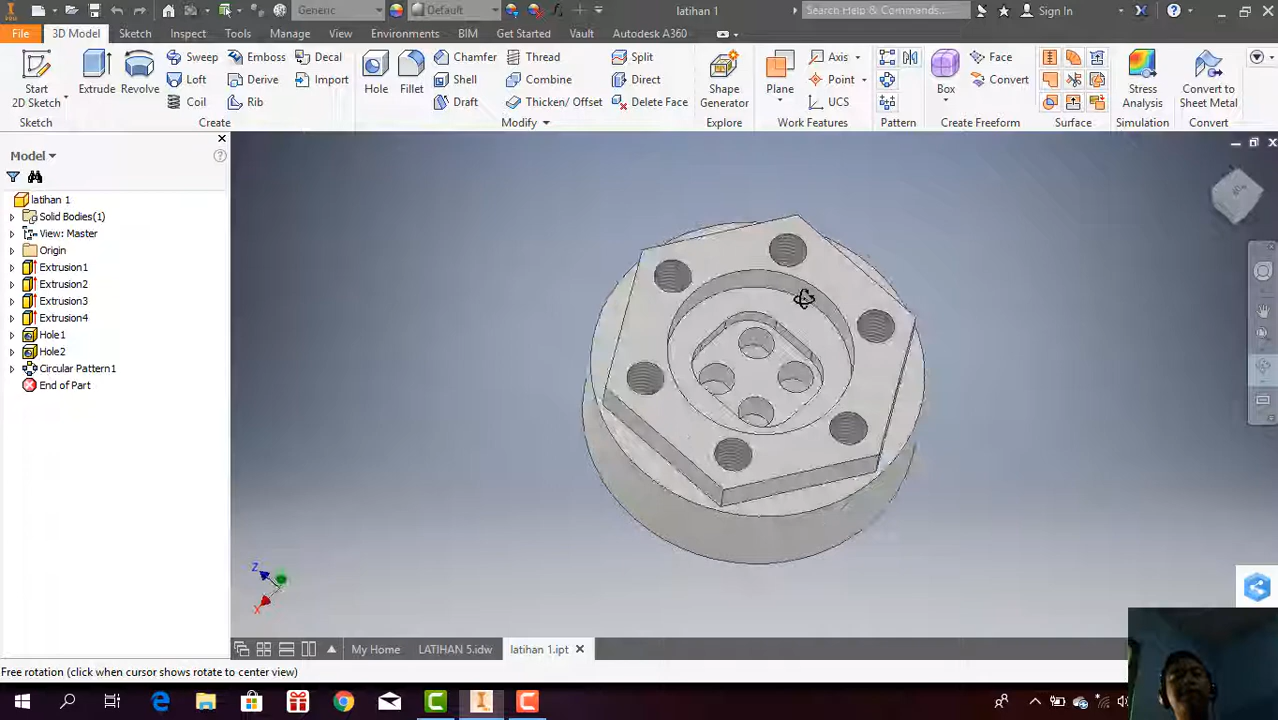 Generic
Default
latihan 1
Search Help & Commands...
Sign In
PRO
File
3D Model
Sketch
Inspect
Tools
Manage
View
Environments
BIM
Get Started
Vault
Autodesk A360
Start
2D Sketch
Extrude
Revolve
Sweep
Loft
Coil
Emboss
Derive
Rib
Decal
Import
Hole
Fillet
Chamfer
Shell
Draft
Thread
Combine
Thicken/ Offset
Split
Direct
Delete Face
Shape
Generator
Plane
Axis
Point
UCS
Box
Face
Convert
Stress
Analysis
Convert to
Sheet Metal
Sketch
Create
Modify
Explore
Work Features
Pattern
Create Freeform
Surface
Simulation
Convert
Model
latihan 1
Solid Bodies(1)
View: Master
Origin
Extrusion1
Extrusion2
Extrusion3
Extrusion4
Hole1
Hole2
Circular Pattern1
End of Part
Z
X
My Home
LATIHAN 5.idw
latihan 1.ipt
Free rotation (click when cursor shows rotate to center view)